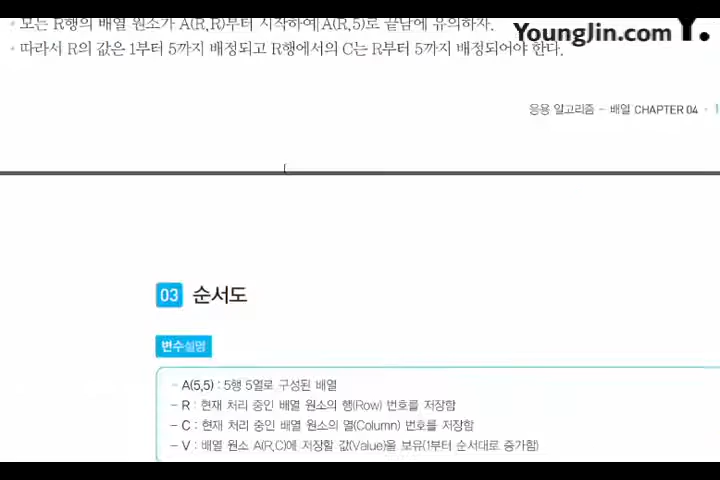 • 모든 R행의 배열 원소가 A(R,R)부터 시작하여 A(R,5)로 끝남에 유의하자.
YoungJin.com Y.
• 따라서 R의 값은 1부터 5까지 배정되고 R행에서의 C는 R부터 5까지 배정되어야 한다.
응용 알고리즘 - 배열 CHAPTER 04 • 1
03 순서도
변수설명
- A(5,5) : 5행 5열로 구성된 배열
- R : 현재 처리 중인 배열 원소의 행(Row) 번호를 저장함
- C : 현재 처리 중인 배열 원소의 열(Column) 번호를 저장함
- V : 배열 원소 A(R,C)에 저장할 값(Value)을 보유(1부터 순서대로 증가함)